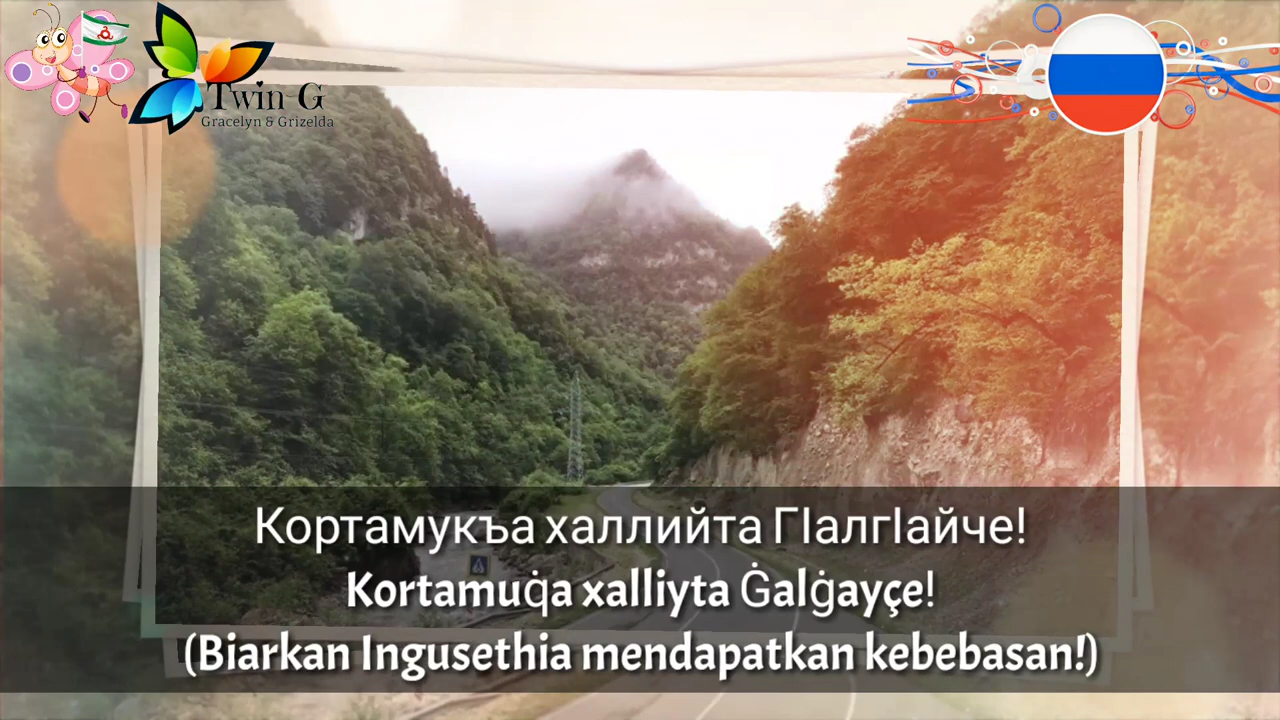 Twin G
Gracelyn & Grizelda
Кортамукъа халлийта ГӀалгӀайче!
Kortamuq̇a xalliyta Ġalġayçe!
(Biarkan Ingusethia mendapatkan kebebasan!)